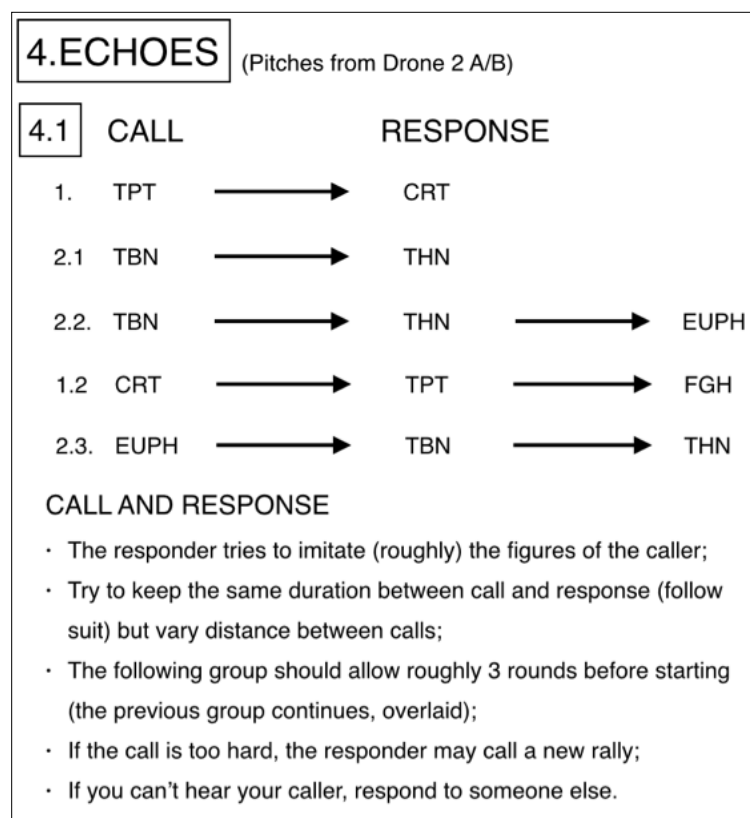 4.ECHOES (Pitches from Drone 2 A/B)
4.1 CALL RESPONSE
1. TPT CRT
2.1 TBN THN
2.2. TBN THN EUPH
1.2 CRT TPT FGH
2.3. EUPH TBN THN
CALL AND RESPONSE
· The responder tries to imitate (roughly) the figures of the caller;
· Try to keep the same duration between call and response (follow
suit) but vary distance between calls;
· The following group should allow roughly 3 rounds before starting
(the previous group continues, overlaid);
· If the call is too hard, the responder may call a new rally;
· If you can’t hear your caller, respond to someone else.